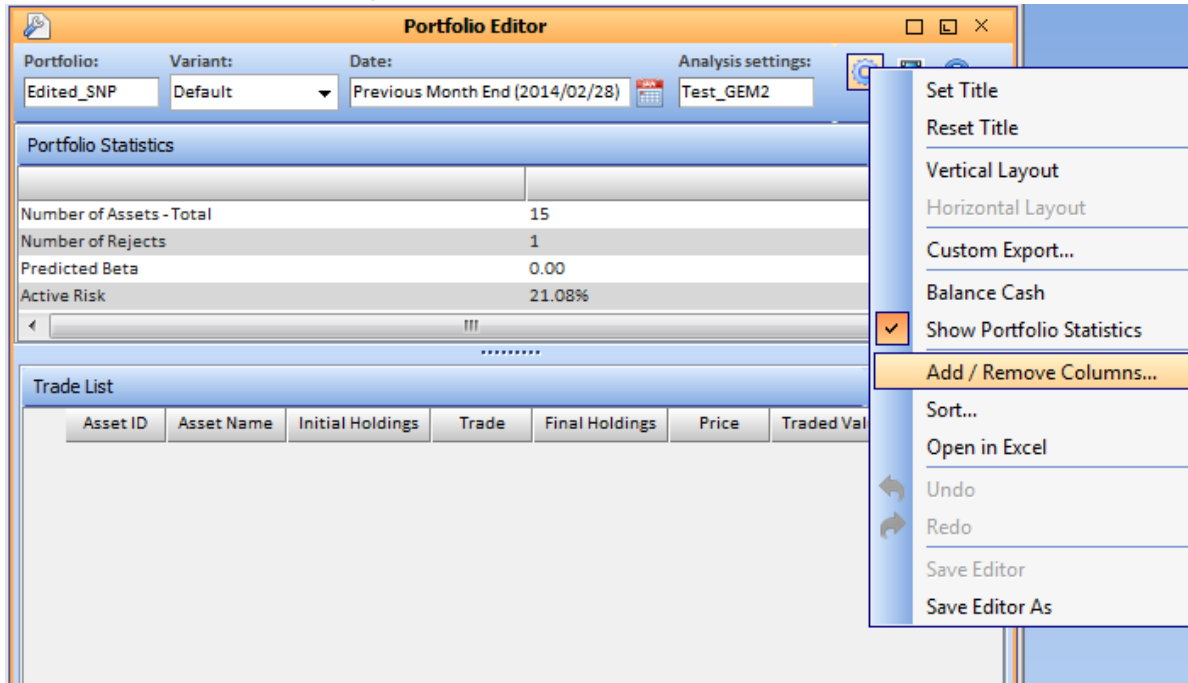 Portfolio Editor
Portfolio: Variant: Date: Analysis settings:
Edited_SNP Default Previous Month End (2014/02/28) Test_GEM2
Portfolio Statistics
Number of Assets - Total 15
Number of Rejects 1
Predicted Beta 0.00
Active Risk 21.08%
Trade List
Asset ID Asset Name Initial Holdings Trade Final Holdings Price Traded Val
Set Title
Reset Title
Vertical Layout
Horizontal Layout
Custom Export...
Balance Cash
Show Portfolio Statistics
Add / Remove Columns...
Sort...
Open in Excel
Undo
Redo
Save Editor
Save Editor As